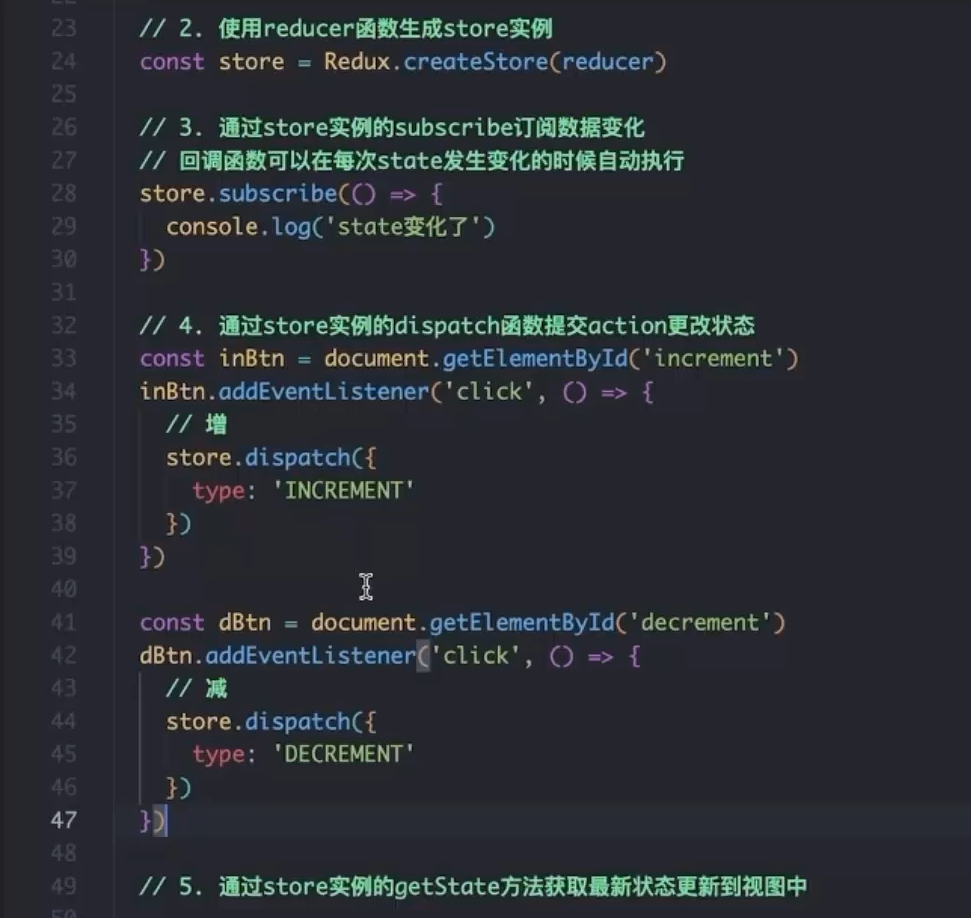 23 // 2. 使用reducer函数生成store实例
24 const store = Redux.createStore(reducer)
25
26 // 3. 通过store实例的subscribe订阅数据变化
27 // 回调函数可以在每次state发生变化的时候自动执行
28 store.subscribe(() => {
29   console.log('state变化了')
30 })
31
32 // 4. 通过store实例的dispatch函数提交action更改状态
33 const inBtn = document.getElementById('increment')
34 inBtn.addEventListener('click', () => {
35   // 增
36   store.dispatch({
37     type: 'INCREMENT'
38   })
39 })
40
41 const dBtn = document.getElementById('decrement')
42 dBtn.addEventListener('click', () => {
43   // 减
44   store.dispatch({
45     type: 'DECREMENT'
46   })
47 })
48
49 // 5. 通过store实例的getState方法获取最新状态更新到视图中